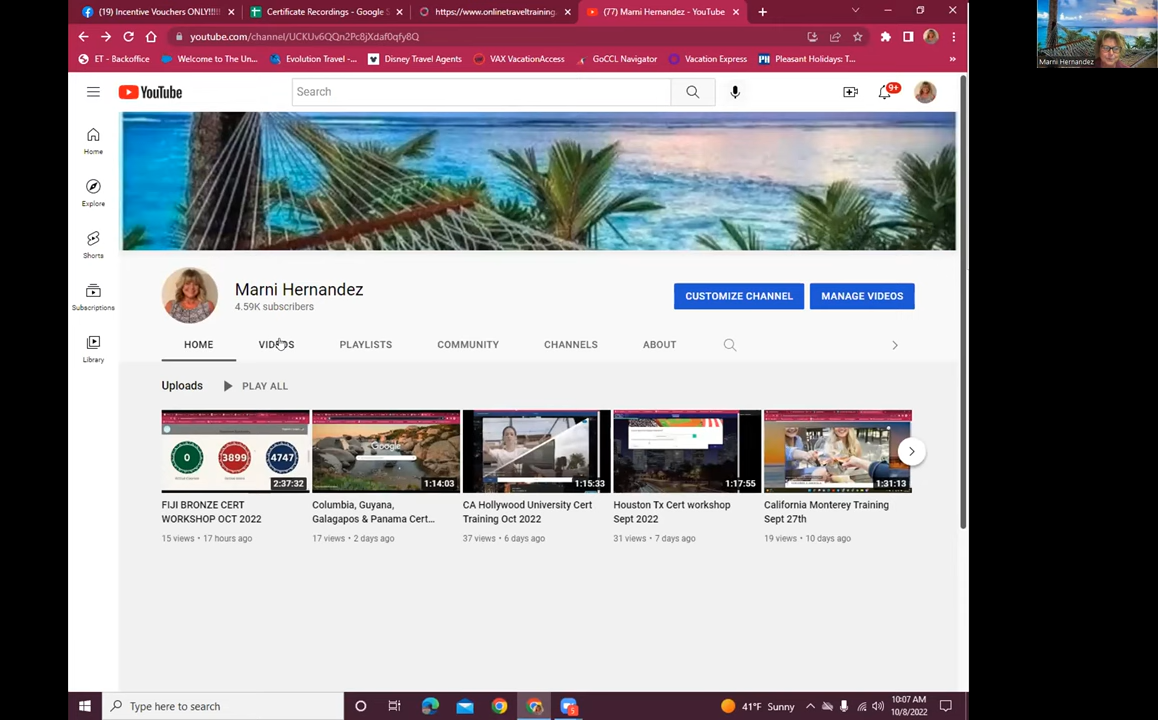 (19) Incentive Vouchers ONLY!!!!
Certificate Recordings - Google S
https://www.onlinetraveltraining.
(77) Marni Hernandez - YouTube
youtube.com/channel/UCKUv6QQn2Pc8jXdaf0qfy8Q
ET - Backoffice
Welcome to The Un...
Evolution Travel -...
Disney Travel Agents
VAX VacationAccess
GoCCL Navigator
Vacation Express
Pleasant Holidays: T...
Marni Hernandez
YouTube
Search
9+
Home
Explore
Shorts
Subscriptions
Library
Marni Hernandez
4.59K subscribers
CUSTOMIZE CHANNEL
MANAGE VIDEOS
HOME
VIDEOS
PLAYLISTS
COMMUNITY
CHANNELS
ABOUT
Uploads
PLAY ALL
0 3899 4747
Google
2:37:32
1:14:03
1:15:33
1:17:55
1:31:13
FIJI BRONZE CERT
WORKSHOP OCT 2022
15 views • 17 hours ago
Columbia, Guyana,
Galagapos & Panama Cert...
17 views • 2 days ago
CA Hollywood University Cert
Training Oct 2022
37 views • 6 days ago
Houston Tx Cert workshop
Sept 2022
31 views • 7 days ago
California Monterey Training
Sept 27th
19 views • 10 days ago
Type here to search
41°F Sunny
10:07 AM
10/8/2022